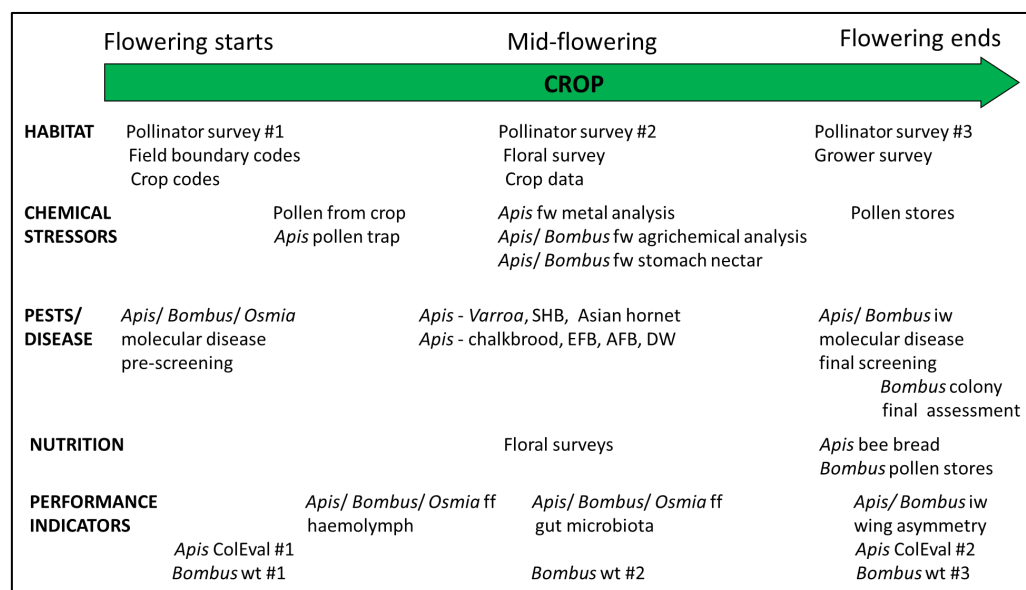 Flowering starts Mid-flowering Flowering ends
CROP
HABITAT Pollinator survey #1 Pollinator survey #2 Pollinator survey #3
Field boundary codes Floral survey Grower survey
Crop codes Crop data
CHEMICAL Pollen from crop Apis fw metal analysis Pollen stores
STRESSORS Apis pollen trap Apis/ Bombus fw agrichemical analysis
Apis/ Bombus fw stomach nectar
PESTS/ Apis/ Bombus/ Osmia Apis - Varroa, SHB, Asian hornet Apis/ Bombus iw
DISEASE molecular disease Apis - chalkbrood, EFB, AFB, DW molecular disease
pre-screening final screening
Bombus colony
final assessment
NUTRITION Floral surveys Apis bee bread
Bombus pollen stores
PERFORMANCE Apis/ Bombus/ Osmia ff Apis/ Bombus/ Osmia ff Apis/ Bombus iw
INDICATORS haemolymph gut microbiota wing asymmetry
Apis ColEval #1 Apis ColEval #2
Bombus wt #1 Bombus wt #2 Bombus wt #3